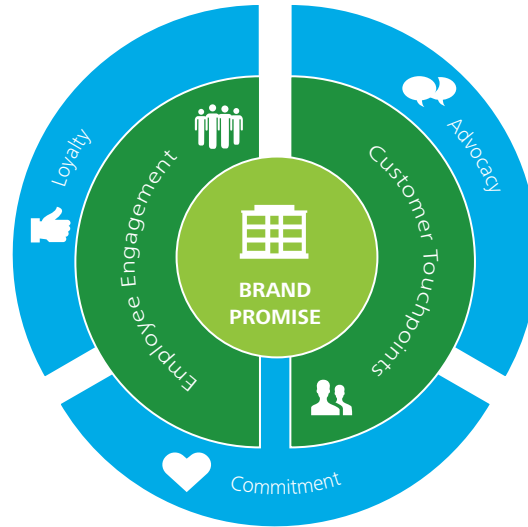 Loyalty
Advocacy
Employee Engagement
Customer Touchpoints
BRAND
PROMISE
Commitment